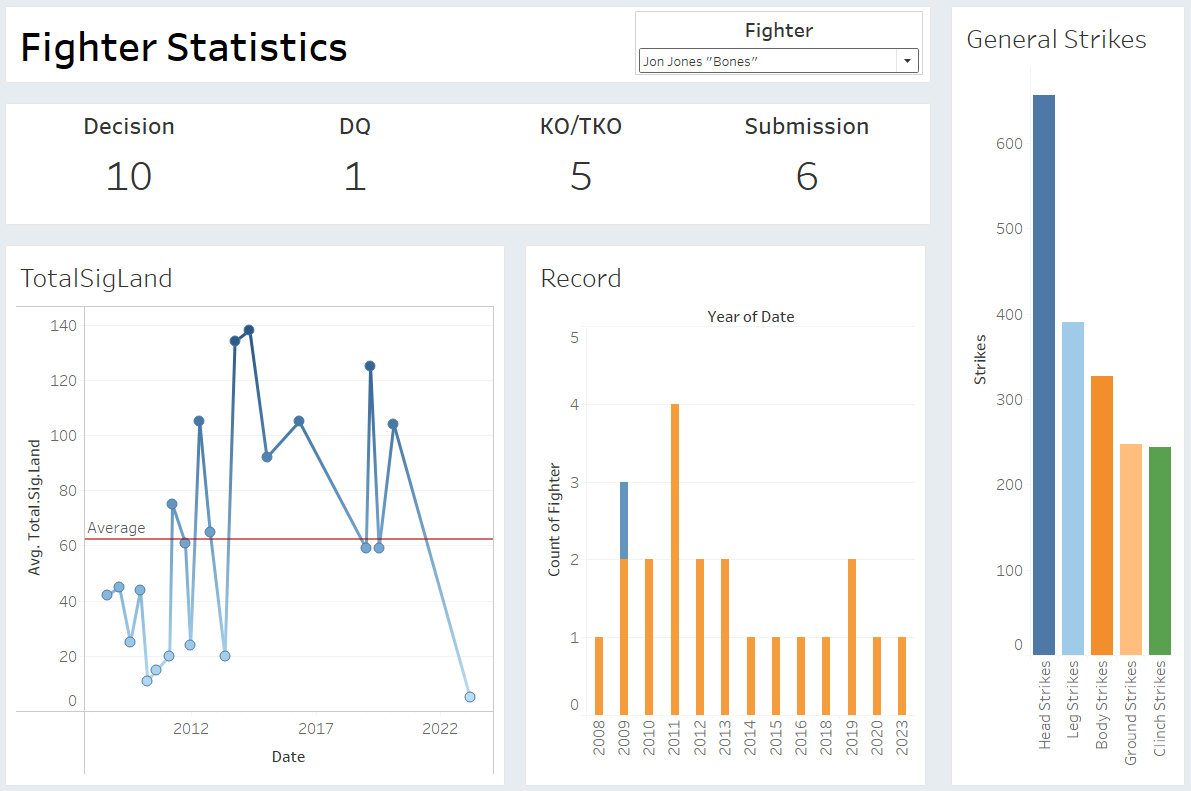 Fighter Statistics
Fighter
Jon Jones "Bones"
Decision
DQ
KO/TKO
Submission
10
1
5
6
TotalSigLand
Avg. Total.Sig.Land
140
120
100
80
60
40
20
0
Average
2012
2017
2022
Date
Record
Year of Date
Count of Fighter
5
4
3
2
1
0
2008
2009
2010
2011
2012
2013
2014
2015
2016
2018
2019
2020
2023
General Strikes
Strikes
600
500
400
300
200
100
0
Head Strikes
Leg Strikes
Body Strikes
Ground Strikes
Clinch Strikes